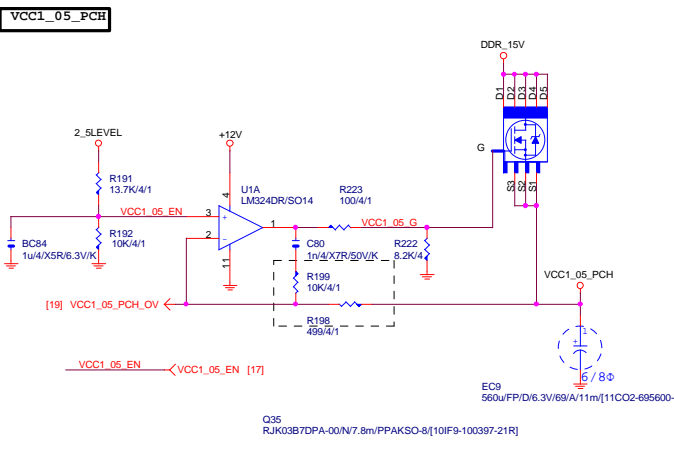 VCC1_05_PCH
DDR_15V
D1
D2
D3
D4
D5
G
S3
S2
S1
2_5LEVEL
+12V
R191
13.7K/4/1
VCC1_05_EN
3
2
4
11
1
+
-
U1A
LM324DR/SO14
R223
100/4/1
VCC1_05_G
BC84
1u/4/X5R/6.3V/K
R192
10K/4/1
C80
1n/4/X7R/50V/K
R222
8.2K/4
R199
10K/4/1
VCC1_05_PCH
[19] VCC1_05_PCH_OV
R198
499/4/1
1
+
6/8Φ
VCC1_05_EN
VCC1_05_EN [17]
EC9
560u/FP/D/6.3V/69/A/11m/[11CO2-695600-
Q35
RJK03B7DPA-00/N/7.8m/PPAKSO-8/[10IF9-100397-21R]